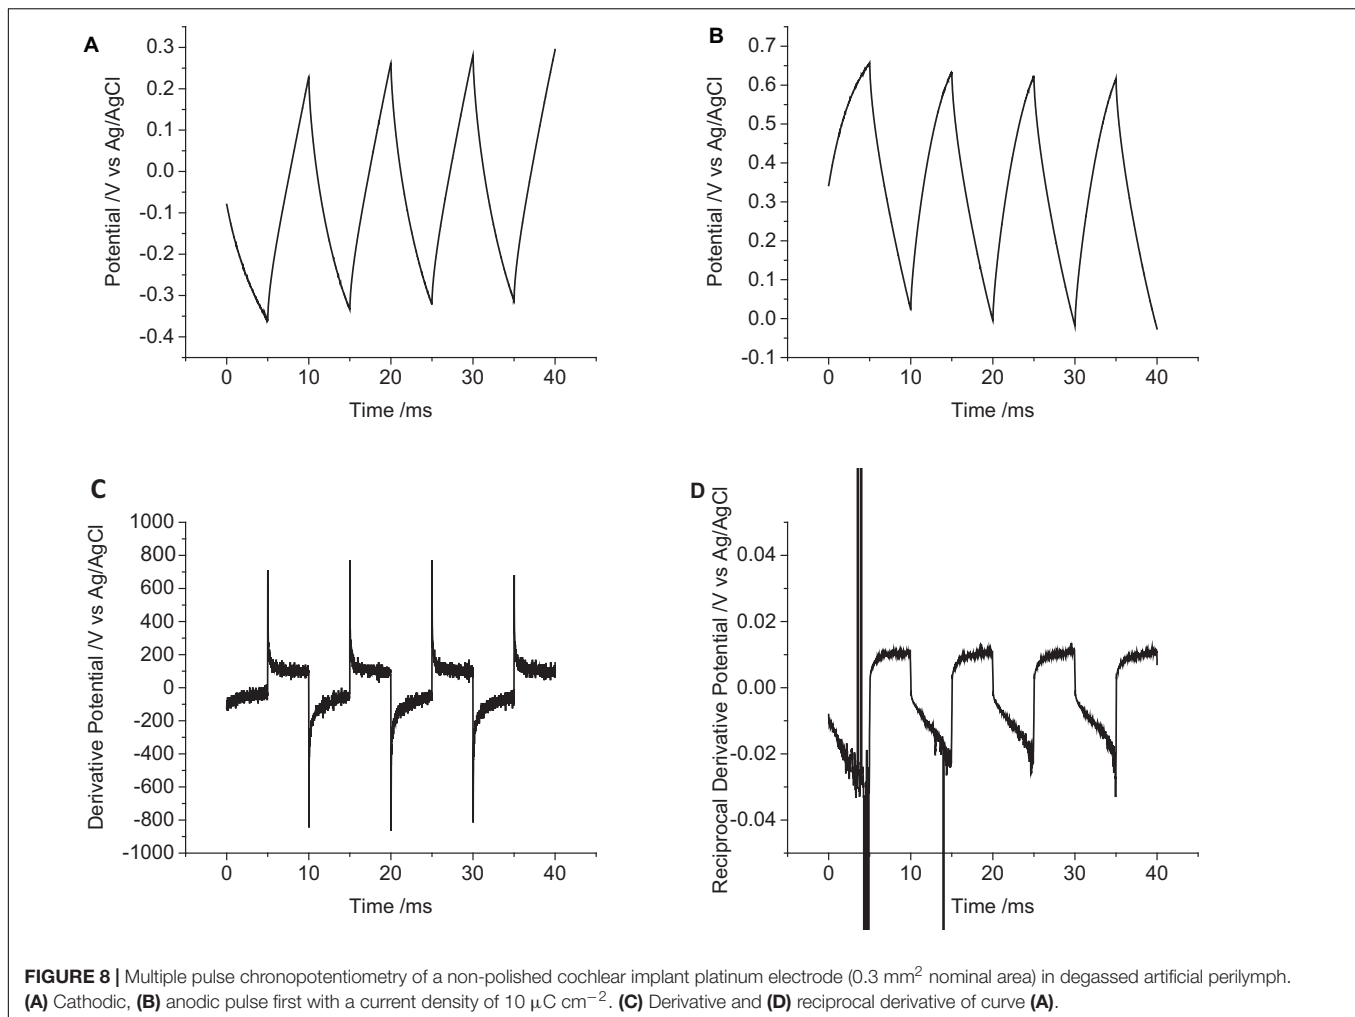 A
0.3
0.2
0.1
0.0
-0.1
-0.2
-0.3
-0.4
Potential /V vs Ag/AgCl
0 10 20 30 40
Time /ms
B
0.7
0.6
0.5
0.4
0.3
0.2
0.1
0.0
-0.1
Potential /V vs Ag/AgCl
0 10 20 30 40
Time /ms
C
1000
800
600
400
200
0
-200
-400
-600
-800
-1000
Derivative Potential /V vs Ag/AgCl
0 10 20 30 40
Time /ms
D
0.04
0.02
0.00
-0.02
-0.04
Reciprocal Derivative Potential /V vs Ag/AgCl
0 10 20 30 40
Time /ms
FIGURE 8 | Multiple pulse chronopotentiometry of a non-polished cochlear implant platinum electrode (0.3 mm² nominal area) in degassed artificial perilymph.
(A) Cathodic, (B) anodic pulse first with a current density of 10 μC cm⁻². (C) Derivative and (D) reciprocal derivative of curve (A).